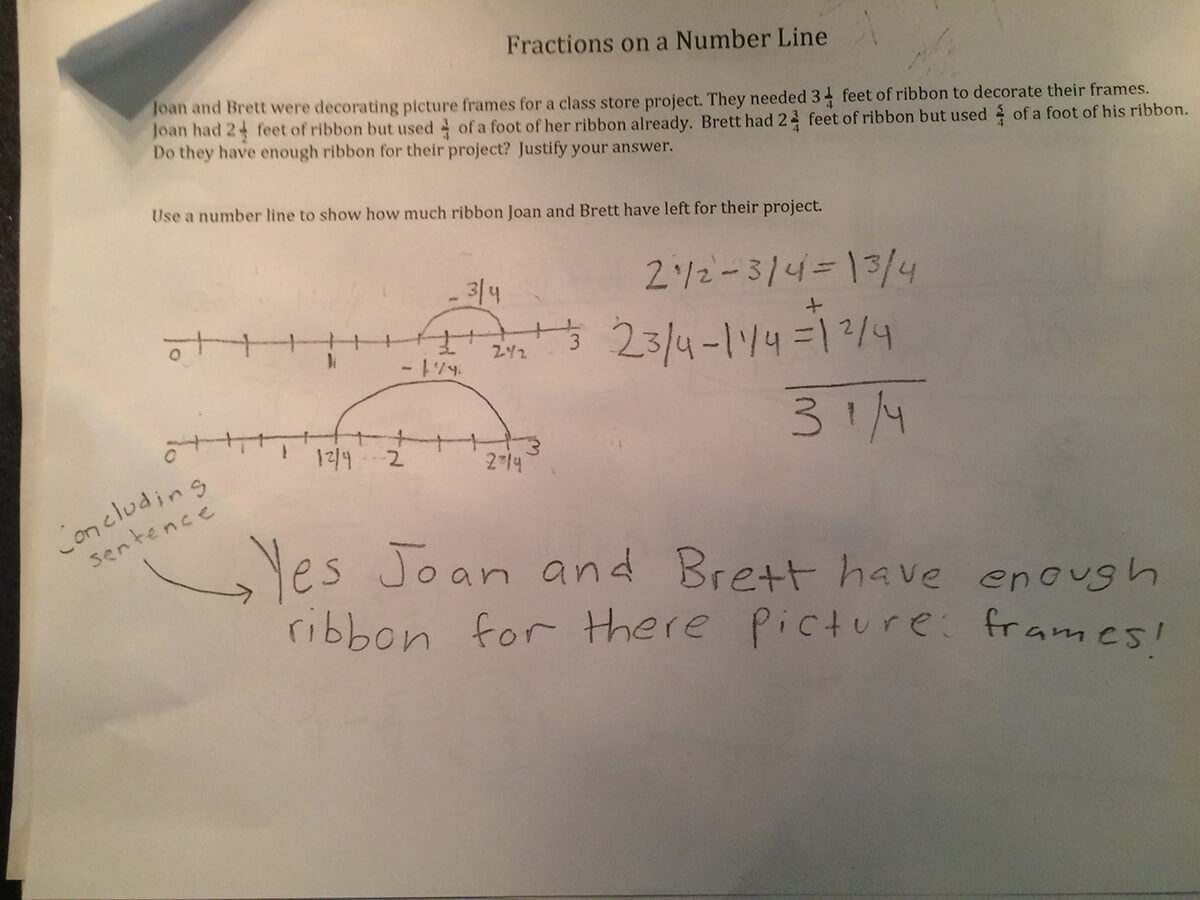 Fractions on a Number Line
Joan and Brett were decorating picture frames for a class store project. They needed 3 1/4 feet of ribbon to decorate their frames.
Joan had 2 1/2 feet of ribbon but used 3/4 of a foot of her ribbon already. Brett had 2 3/4 feet of ribbon but used 5/4 of a foot of his ribbon.
Do they have enough ribbon for their project? Justify your answer.
Use a number line to show how much ribbon Joan and Brett have left for their project.
2 1/2 - 3/4 = 1 3/4
+
2 3/4 - 1 1/4 = 1 2/4
3 1/4
- 3/4
0 1 2 2 1/2 3
- 1 1/4
0 1 1 2/4 2 2 3/4 3
concluding
sentence
Yes Joan and Brett have enough
ribbon for there picture frames!